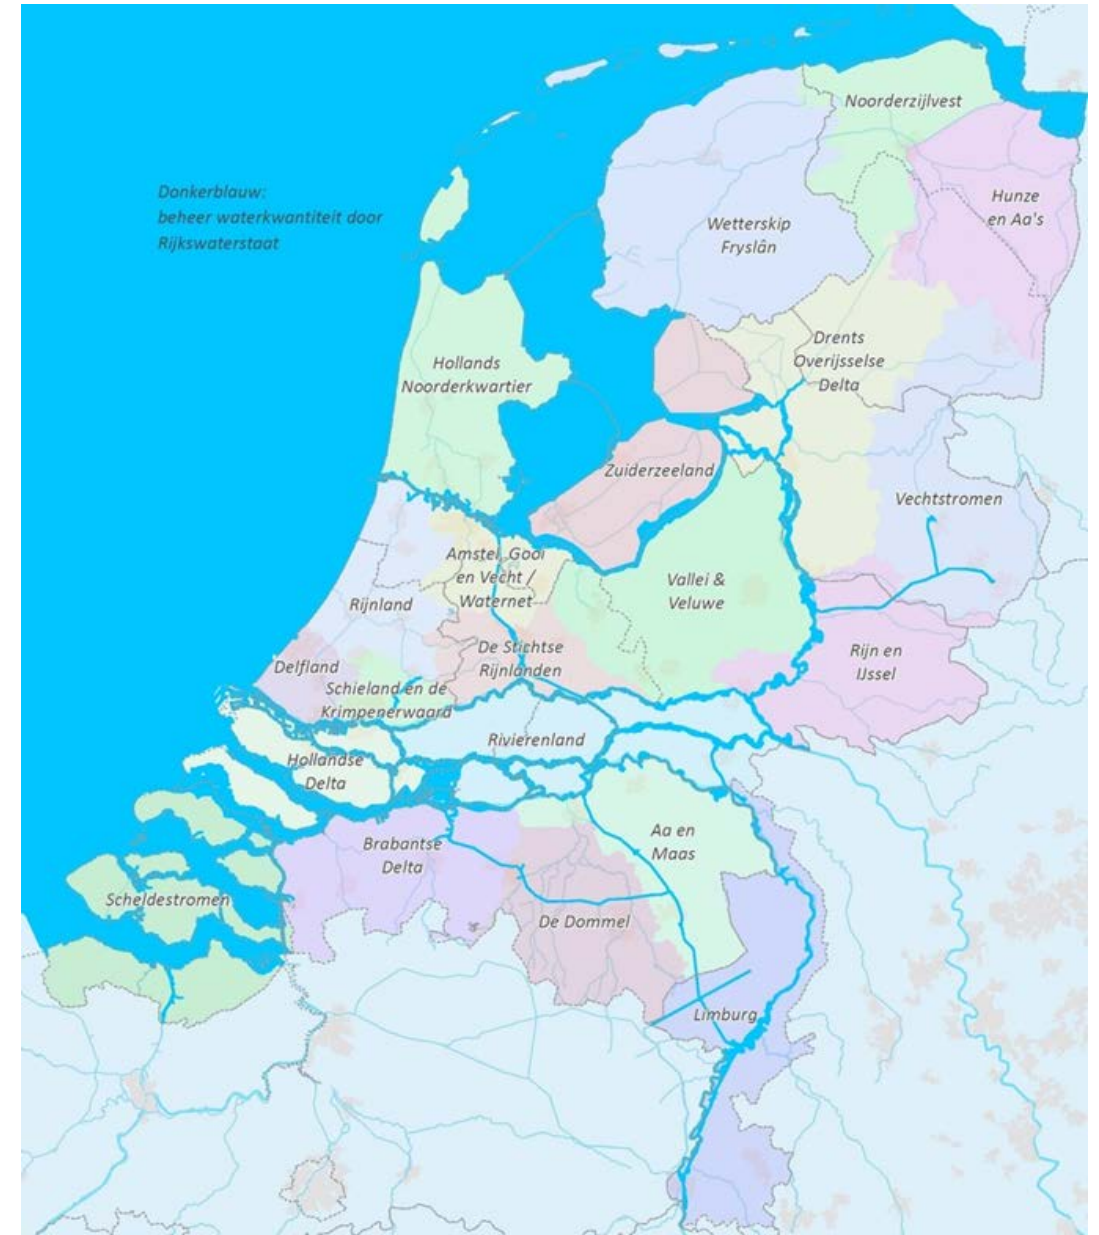 Noorderzijlvest
Donkerblauw:
beheer waterkwantiteit door
Rijkswaterstaat
Hunze
en Aa's
Wetterskip
Fryslân
Drents
Overijsselse
Delta
Hollands
Noorderkwartier
Zuiderzeeland
Vechtstromen
Amstel, Gooi
en Vecht /
Waternet
Vallei &
Veluwe
Rijnland
De Stichtse
Rijnlanden
Rijn en
IJssel
Delfland
Schieland en de
Krimpenerwaard
Rivierenland
Hollandse
Delta
Aa en
Maas
Brabantse
Delta
Scheldestromen
De Dommel
Limburg